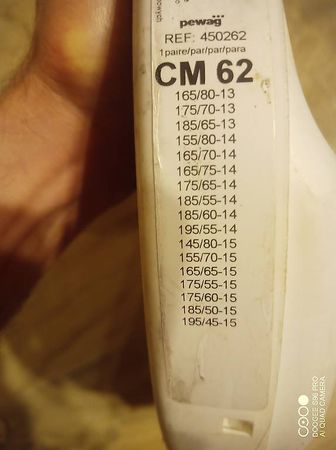 pewag
REF: 450262
1paire/par/par/para
CM 62
165/80-13
175/70-13
185/65-13
155/80-14
165/70-14
165/75-14
175/65-14
185/55-14
185/60-14
195/55-14
145/80-15
155/70-15
165/65-15
175/55-15
175/60-15
185/50-15
195/45-15
DOOGEE S96 PRO
AI QUAD CAMERA